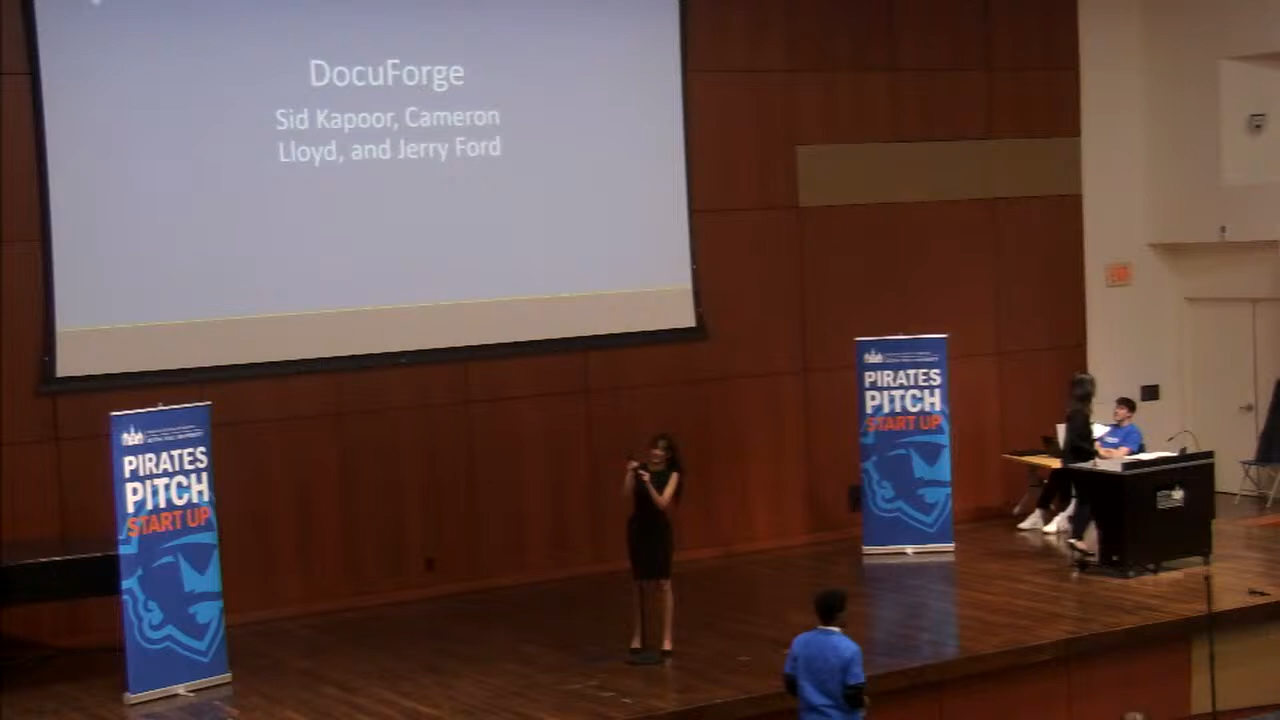 DocuForge
Sid Kapoor, Cameron
Lloyd, and Jerry Ford
PIRATES
PITCH
START UP
PIRATES
PITCH
START UP